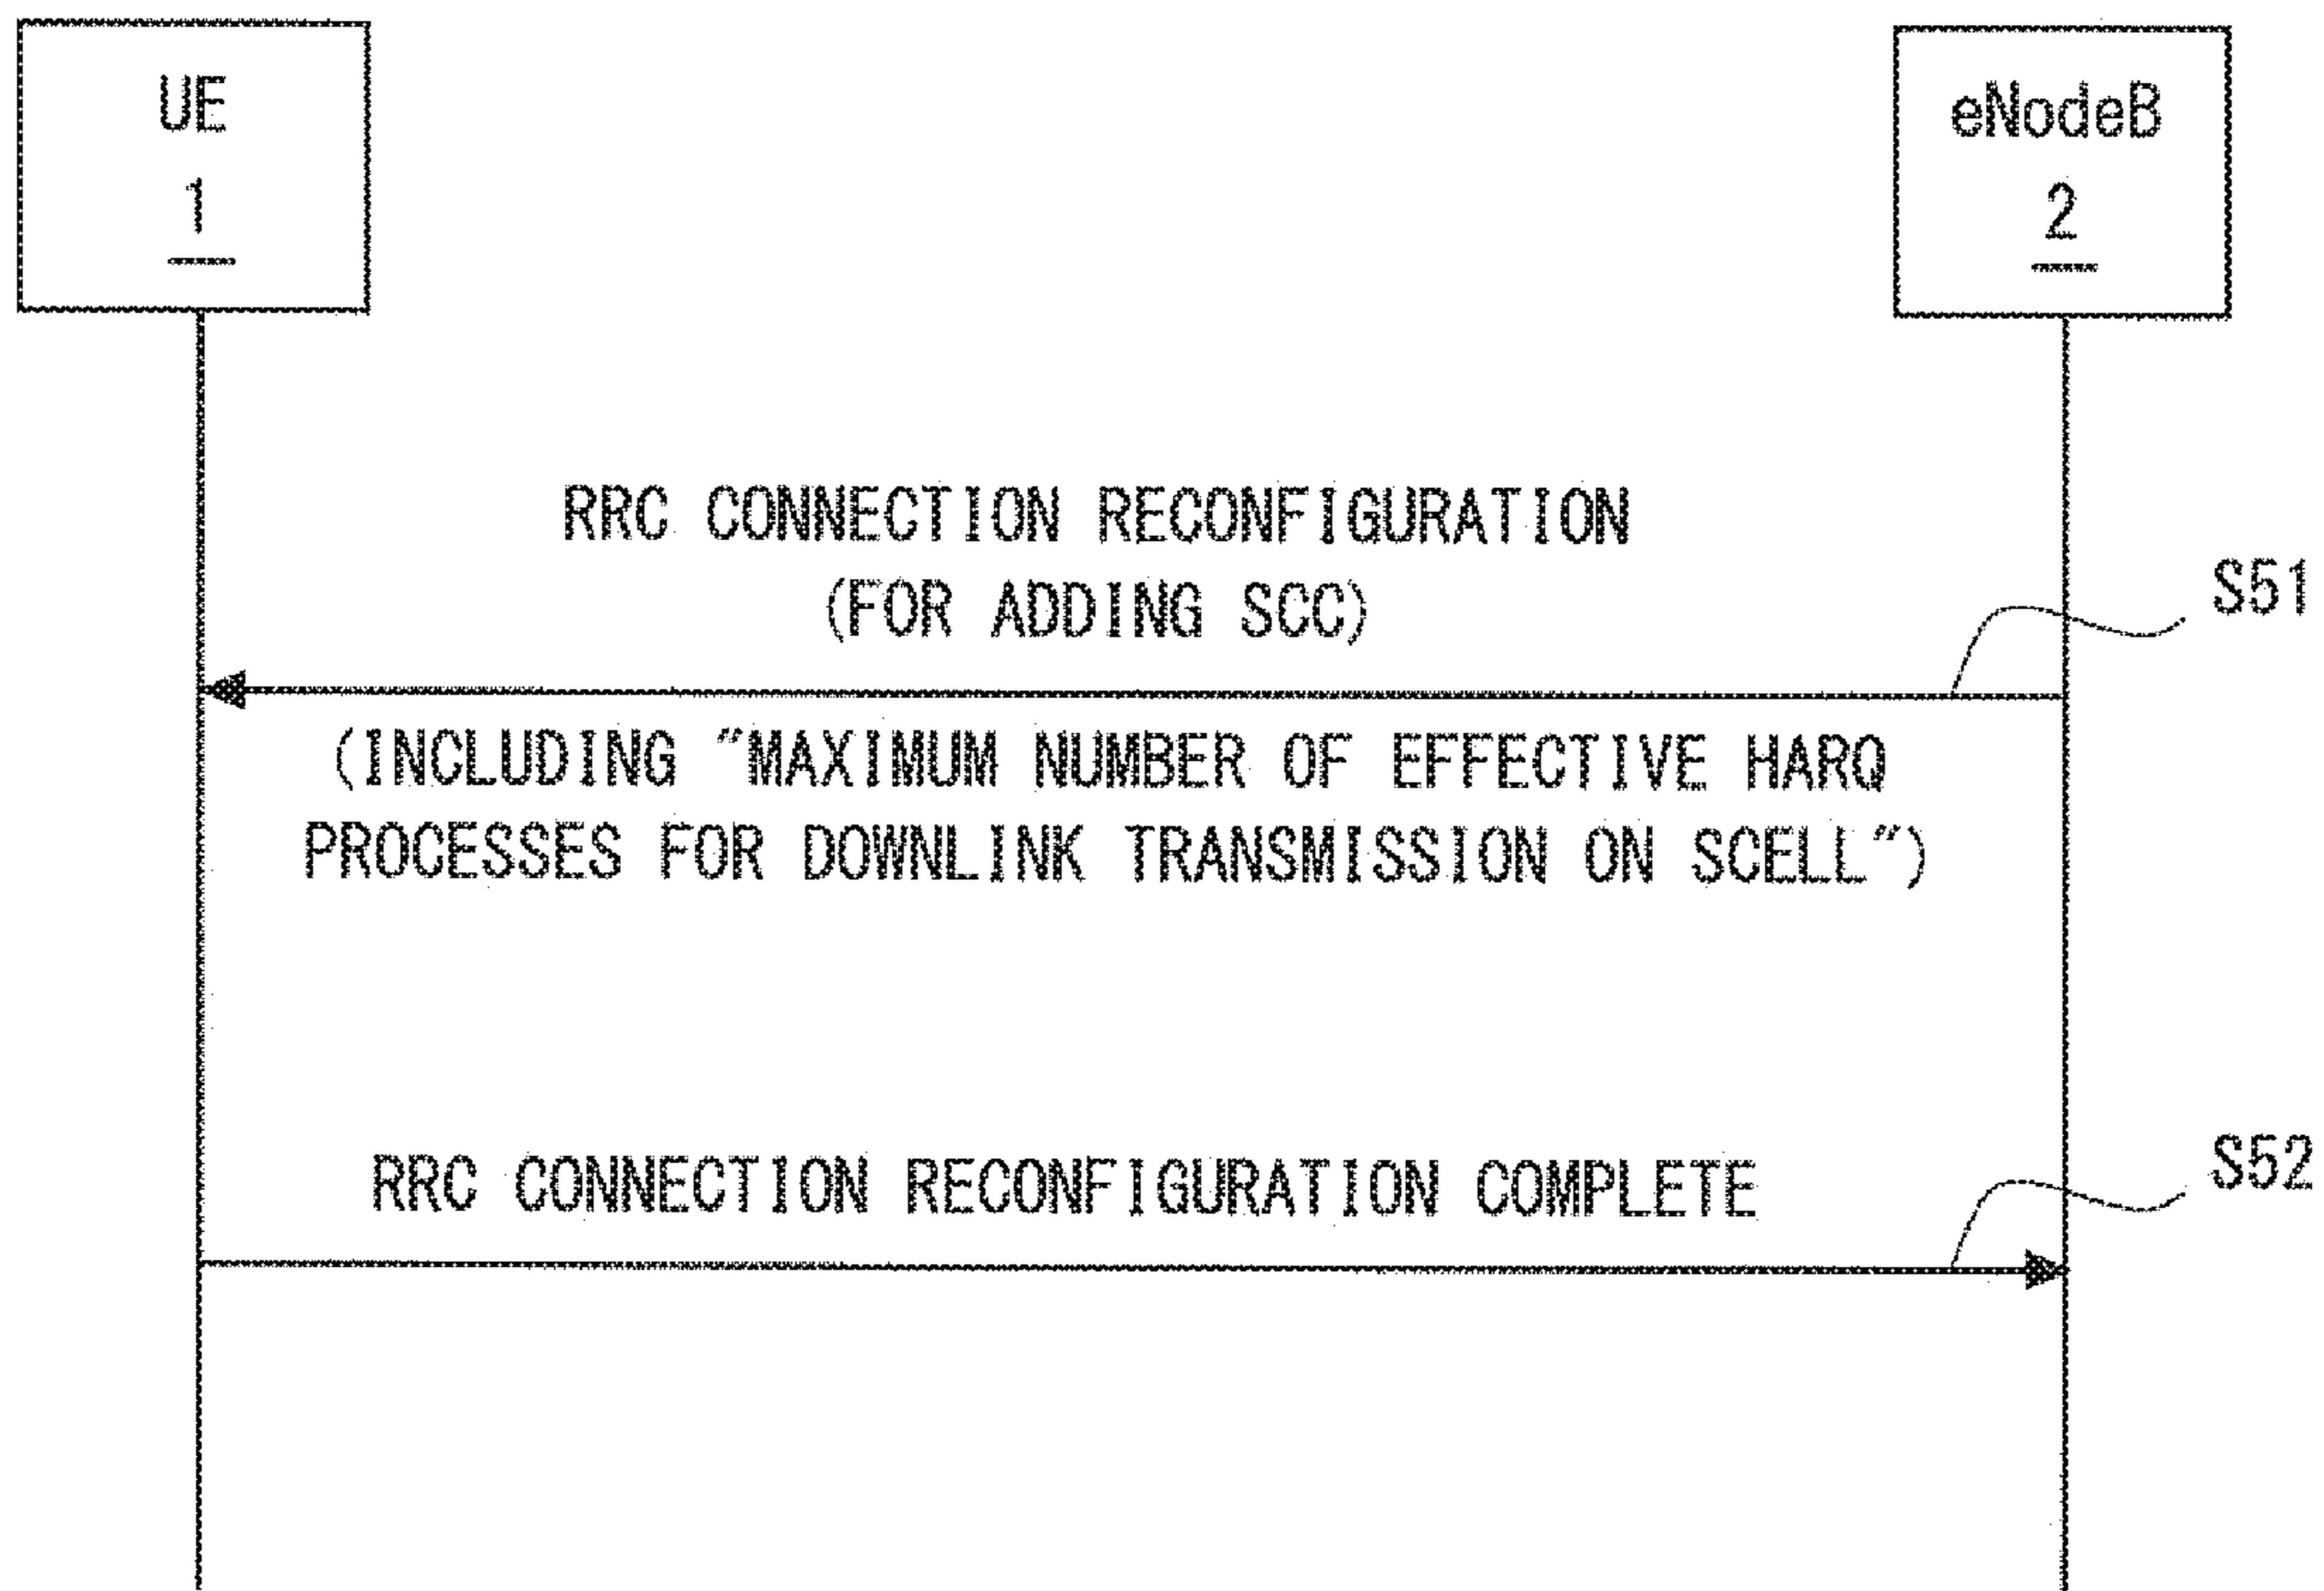 UE
1
eNodeB
2
RRC CONNECTION RECONFIGURATION
(FOR ADDING SCC)
S51
(INCLUDING "MAXIMUM NUMBER OF EFFECTIVE HARQ
PROCESSES FOR DOWNLINK TRANSMISSION ON SCELL")
RRC CONNECTION RECONFIGURATION COMPLETE
S52